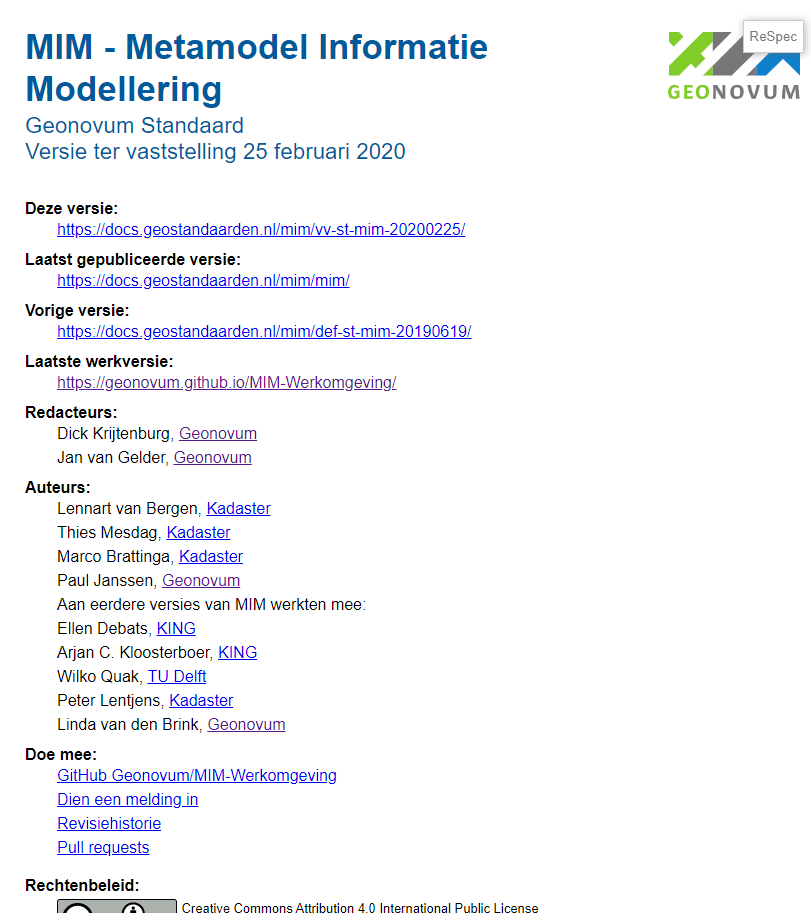 MIM - Metamodel Informatie
Modellering
ReSpec
GEONOVUM
Geonovum Standaard
Versie ter vaststelling 25 februari 2020
Deze versie:
https://docs.geostandaarden.nl/mim/vv-st-mim-20200225/
Laatst gepubliceerde versie:
https://docs.geostandaarden.nl/mim/mim/
Vorige versie:
https://docs.geostandaarden.nl/mim/def-st-mim-20190619/
Laatste werkversie:
https://geonovum.github.io/MIM-Werkomgeving/
Redacteurs:
Dick Krijtenburg, Geonovum
Jan van Gelder, Geonovum
Auteurs:
Lennart van Bergen, Kadaster
Thies Mesdag, Kadaster
Marco Brattinga, Kadaster
Paul Janssen, Geonovum
Aan eerdere versies van MIM werkten mee:
Ellen Debats, KING
Arjan C. Kloosterboer, KING
Wilko Quak, TU Delft
Peter Lentjens, Kadaster
Linda van den Brink, Geonovum
Doe mee:
GitHub Geonovum/MIM-Werkomgeving
Dien een melding in
Revisiehistorie
Pull requests
Rechtenbeleid:
Creative Commons Attribution 4.0 International Public License